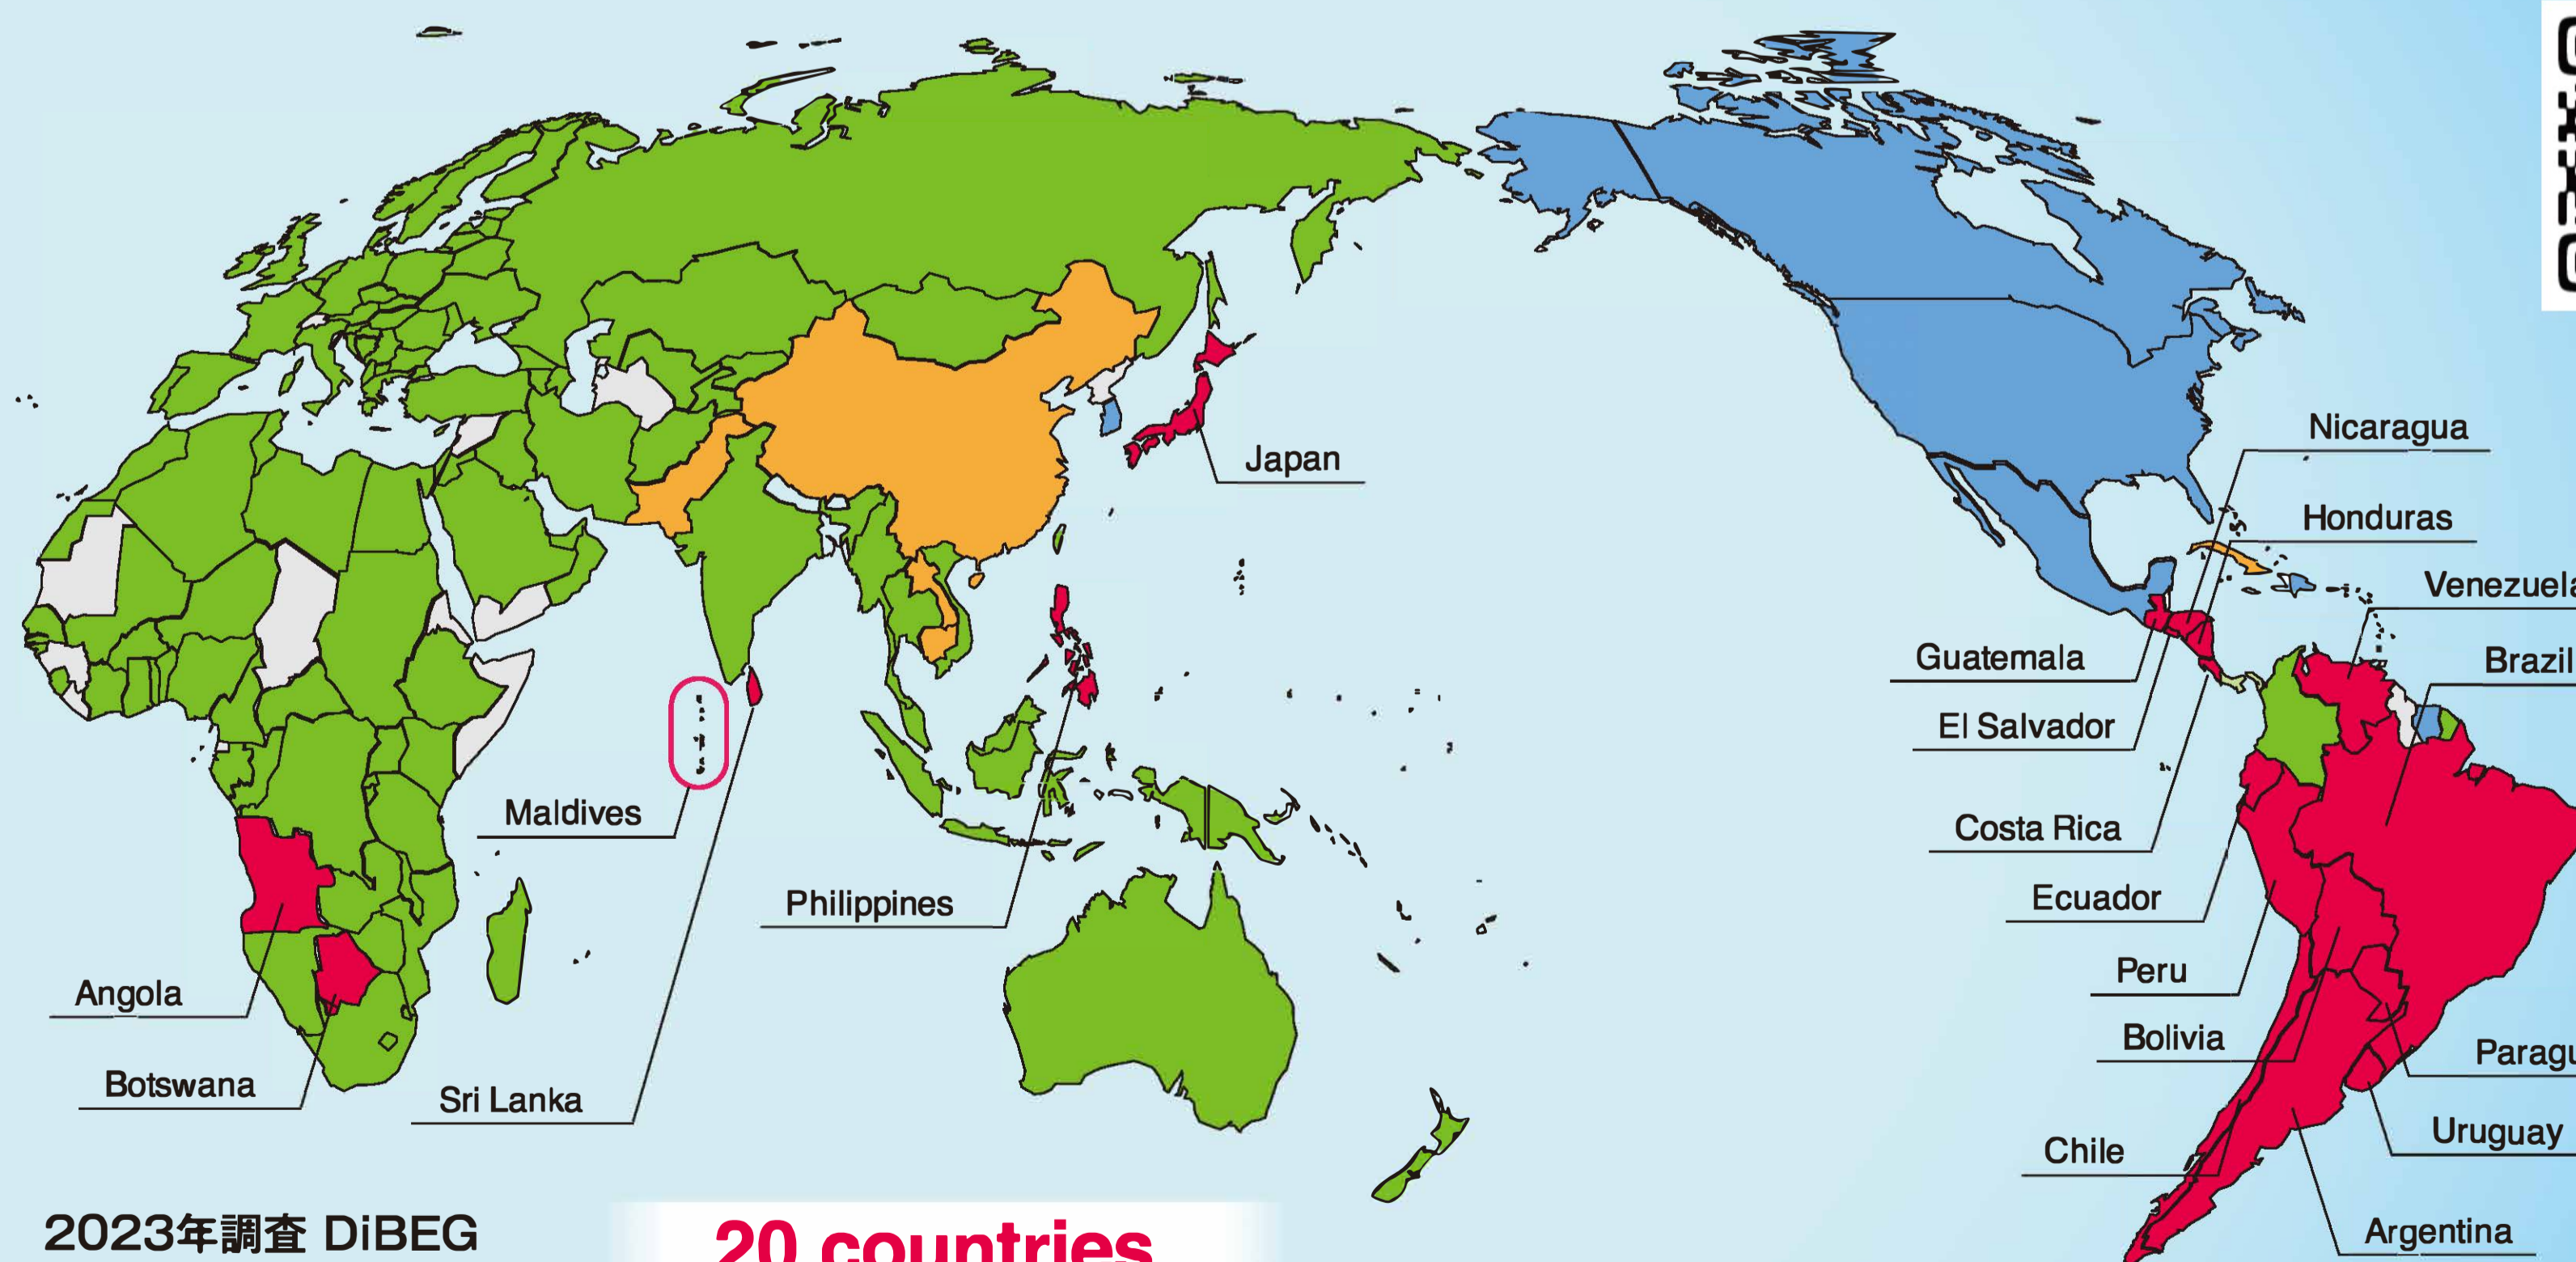 Nicaragua
Japan
Honduras
Venezuela
Guatemala
Brazil
El Salvador
Maldives
Costa Rica
Philippines
Ecuador
Peru
Angola
Bolivia
Paragu
Botswana
Sri Lanka
Uruguay
Chile
Argentina
2023年調査 DiBEG
20 countries